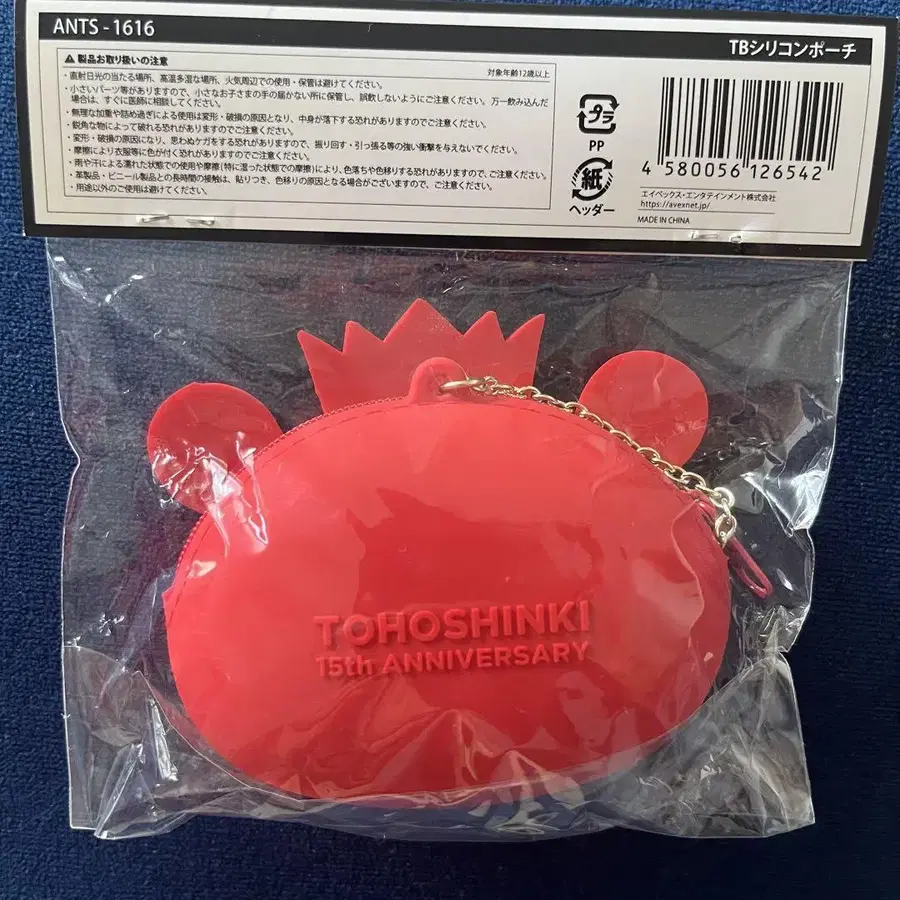 ANTS - 1616
TBシリコンポーチ
⚠ 製品お取り扱いの注意
対象年齢12歳以上
・直射日光の当たる場所、高温多湿な場所、火気周辺での使用・保管は避けてください。
・小さいパーツ等がありますので、小さなお子さまの手の届かない所に保管し、誤飲しないようにご注意ください。万一飲み込んだ
場合は、すぐに医師に相談してください。
・無理な加重や詰め過ぎによる使用は変形・破損の原因となり、中身が落下する恐れがありますのでご注意ください。
・鋭角な物によって破れる恐れがありますのでご注意ください。
・変形・破損の原因になり、思わぬケガをする恐れがありますので、振り回す・引っ張る等の強い衝撃を与えないでください。
・摩擦により衣服等に色が付く恐れがありますのでご注意ください。
・雨や汗による濡れた状態での使用や摩擦(特に湿った状態での摩擦)により、色落ちや色移りする恐れがありますので、ご注意ください。
・革製品・ビニール製品との長時間の接触は、貼りつき、色移りの原因となる場合がございますので、ご注意ください。
・用途以外のご使用は避けてください。
プラ
PP
紙
ヘッダー
4 580056 126542
エイベックス・エンタテインメント株式会社
https://avexnet.jp/
MADE IN CHINA
TOHOSHINKI
15th ANNIVERSARY